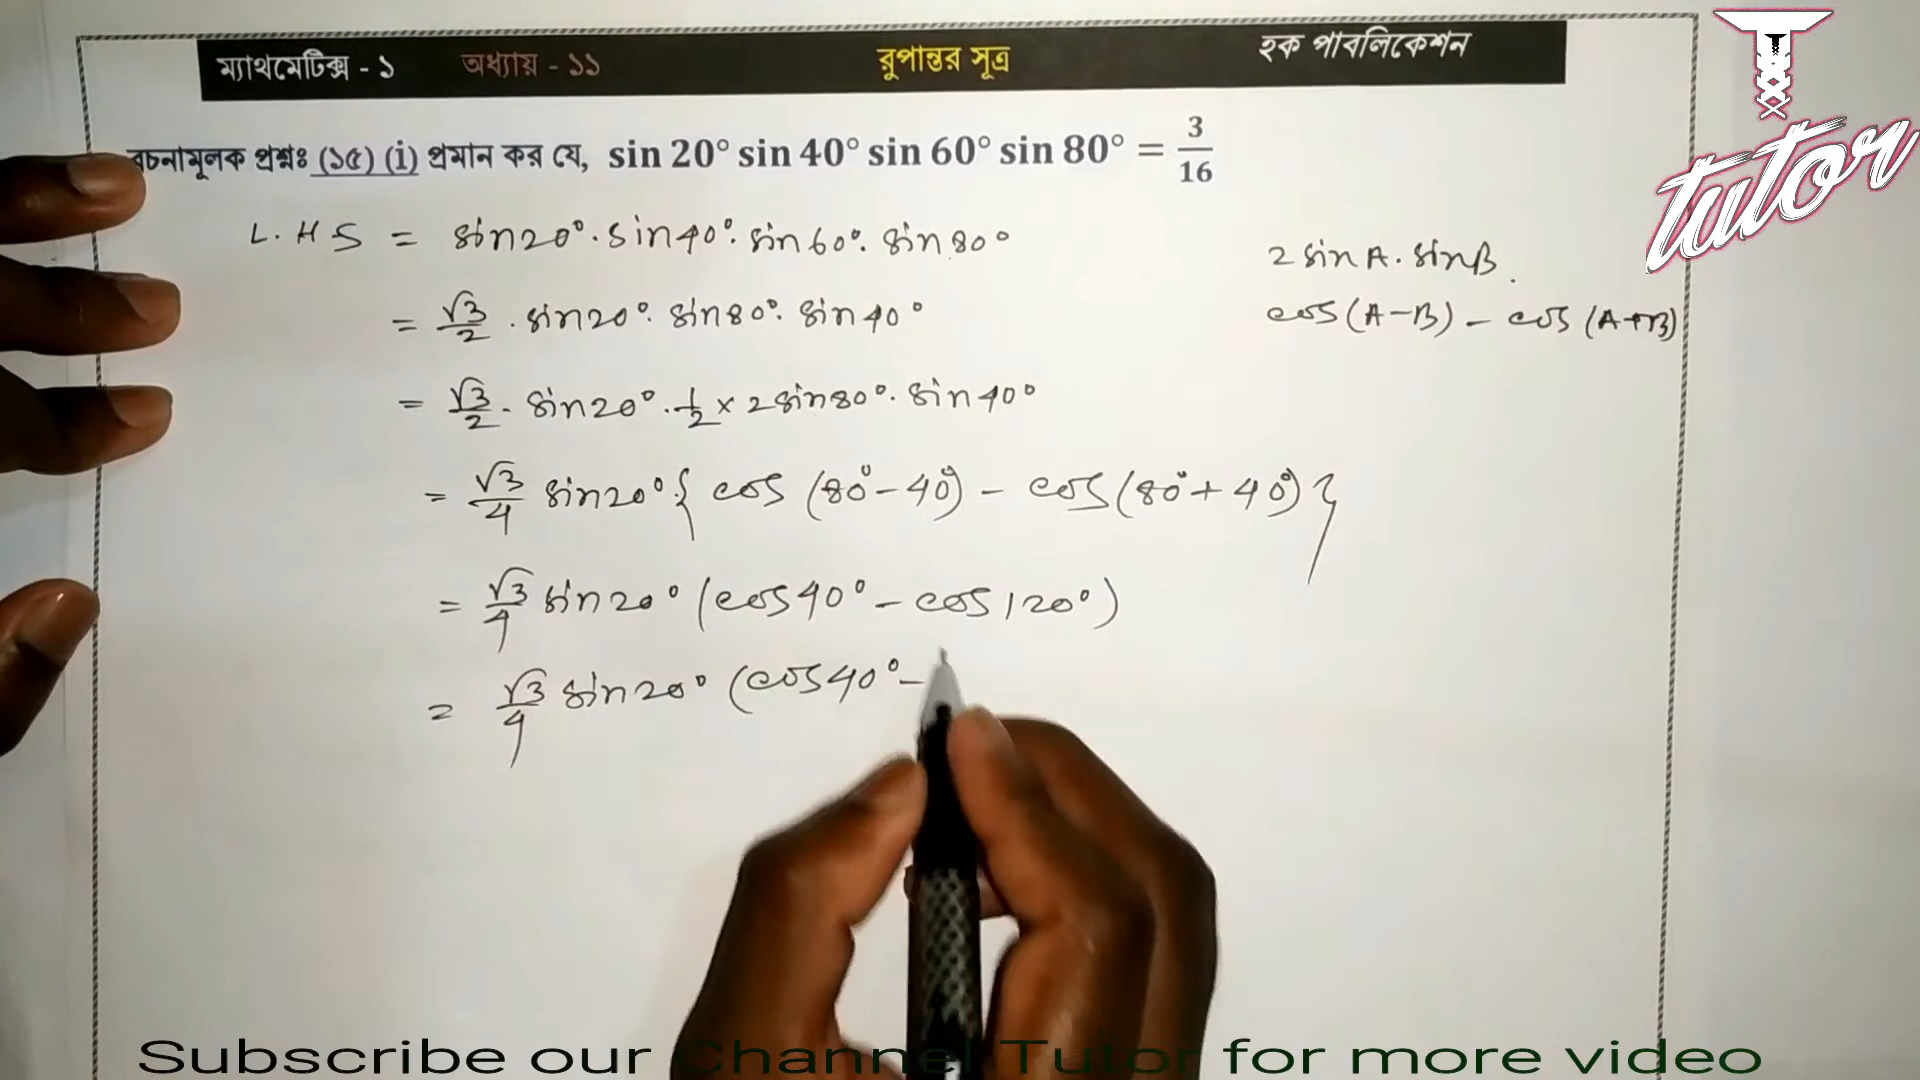 ম্যাথমেটিক্স - ১ অধ্যায় - ১১ রুপান্তর সূত্র হক পাবলিকেশন
রচনামূলক প্রশ্নঃ (১৫) (i) প্রমান কর যে, sin 20° sin 40° sin 60° sin 80° = 3/16
L.H.S = sin20°. sin40°. sin60°. sin80°
= √3/2 . sin20°. sin80°. sin40°
= √3/2 . sin20°. 1/2 × 2sin80°. sin40°
= √3/4 sin20°. { cos (80° - 40°) - cos (80° + 40°) }
= √3/4 sin20° (cos40° - cos120°)
= √3/4 sin20° (cos40° -
2 sinA. sinB.
cos(A-B) - cos(A+B)
T
tutor
Subscribe our Channel Tutor for more video